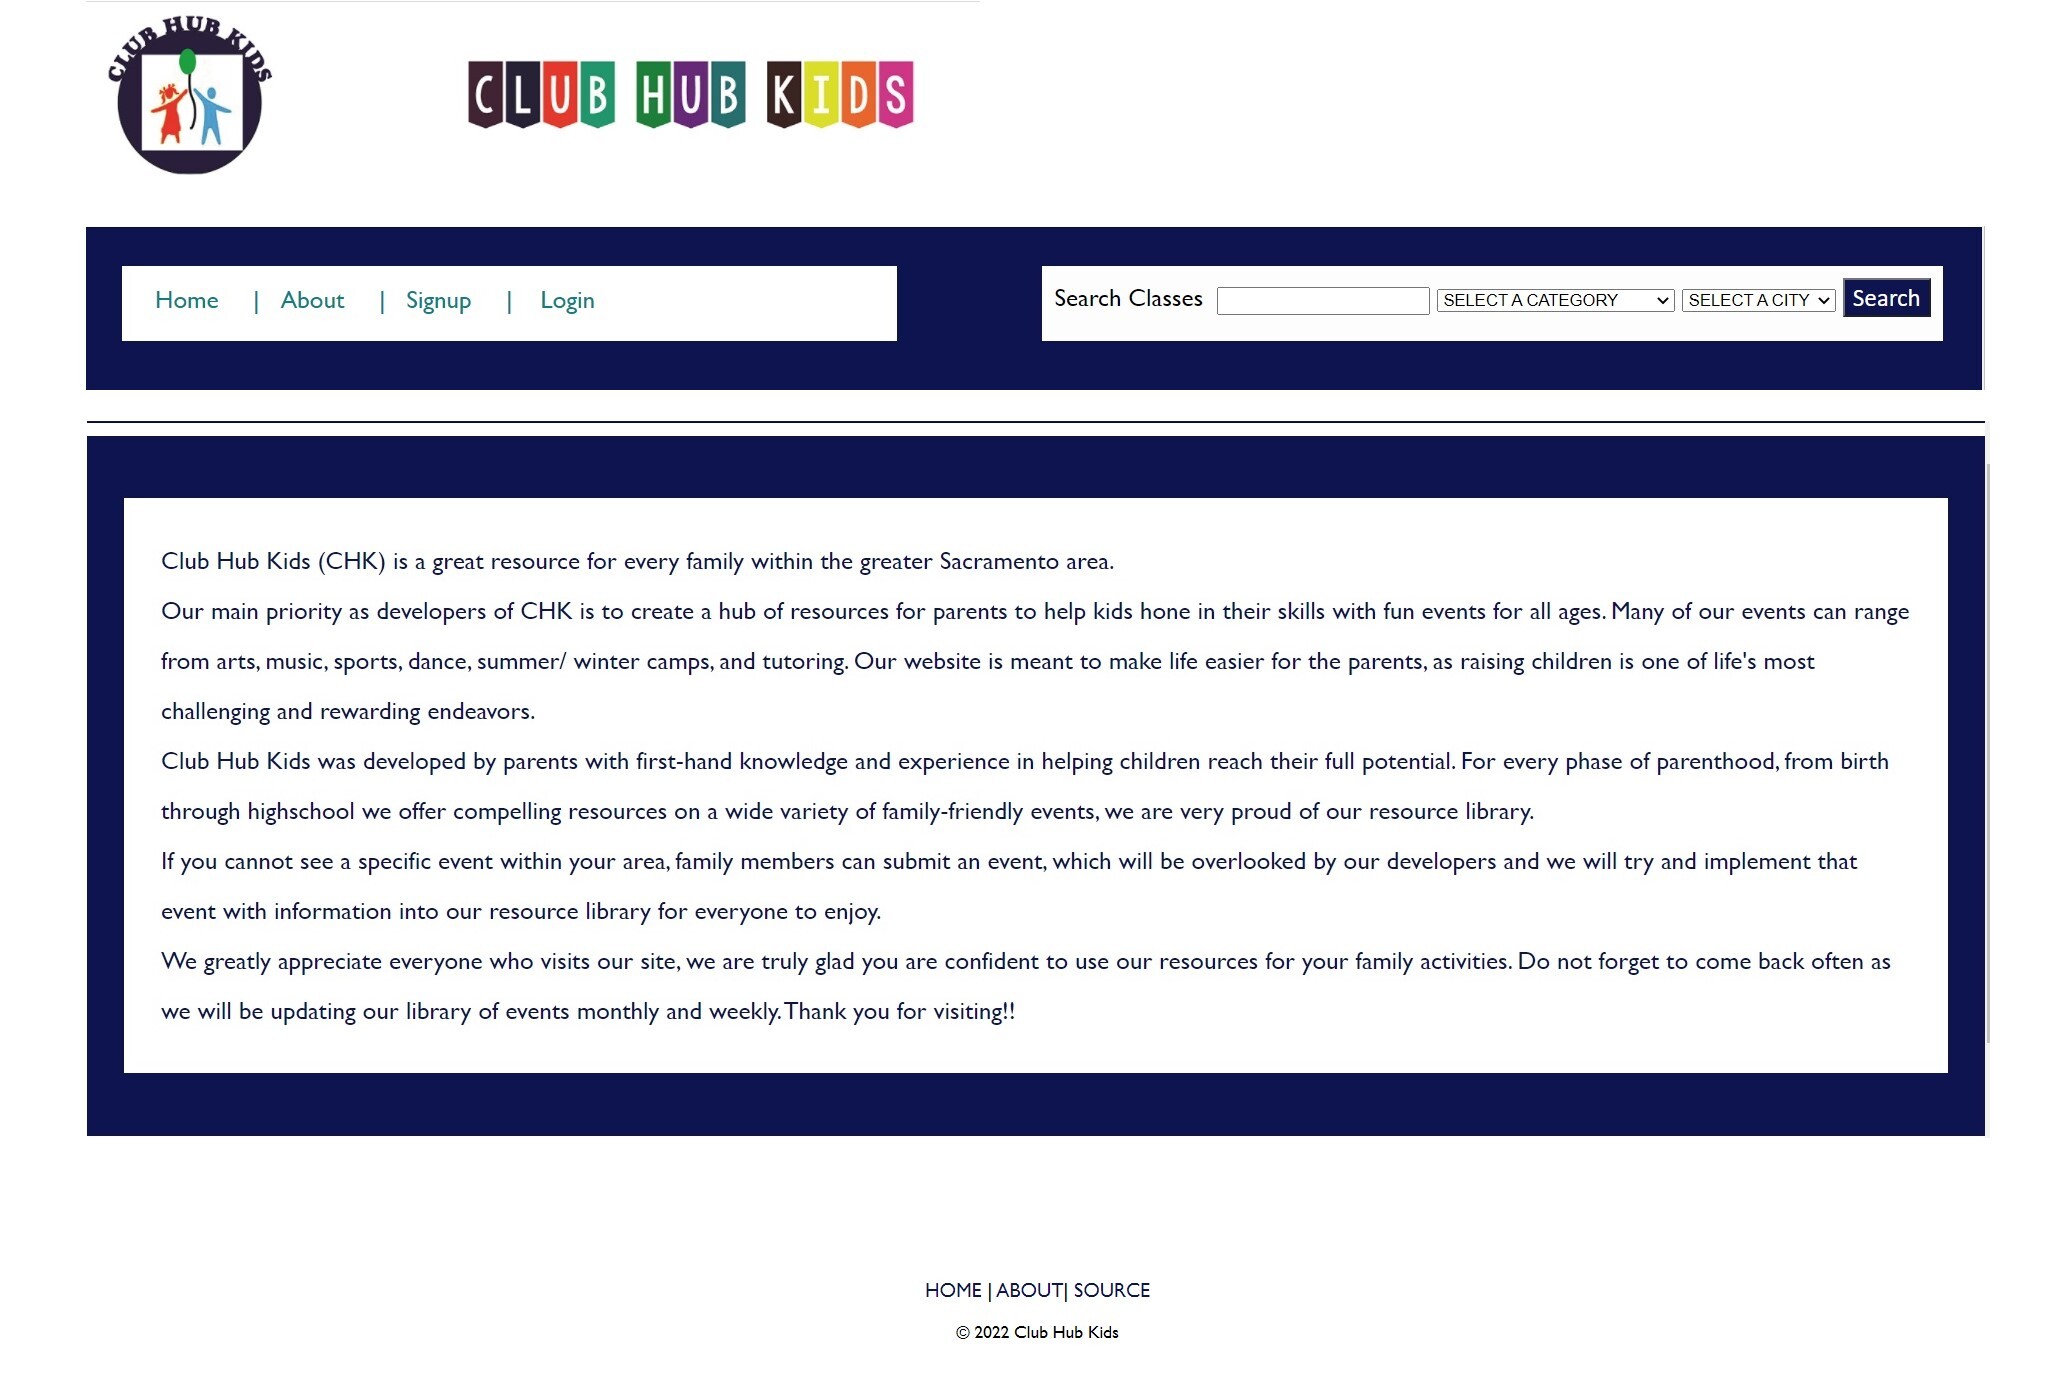 CLUB HUB KIDS
CLUB HUB KIDS
Home | About | Signup | Login
Search Classes SELECT A CATEGORY SELECT A CITY Search
Club Hub Kids (CHK) is a great resource for every family within the greater Sacramento area.
Our main priority as developers of CHK is to create a hub of resources for parents to help kids hone in their skills with fun events for all ages. Many of our events can range
from arts, music, sports, dance, summer/ winter camps, and tutoring. Our website is meant to make life easier for the parents, as raising children is one of life's most
challenging and rewarding endeavors.
Club Hub Kids was developed by parents with first-hand knowledge and experience in helping children reach their full potential. For every phase of parenthood, from birth
through highschool we offer compelling resources on a wide variety of family-friendly events, we are very proud of our resource library.
If you cannot see a specific event within your area, family members can submit an event, which will be overlooked by our developers and we will try and implement that
event with information into our resource library for everyone to enjoy.
We greatly appreciate everyone who visits our site, we are truly glad you are confident to use our resources for your family activities. Do not forget to come back often as
we will be updating our library of events monthly and weekly. Thank you for visiting!!
HOME | ABOUT| SOURCE
© 2022 Club Hub Kids